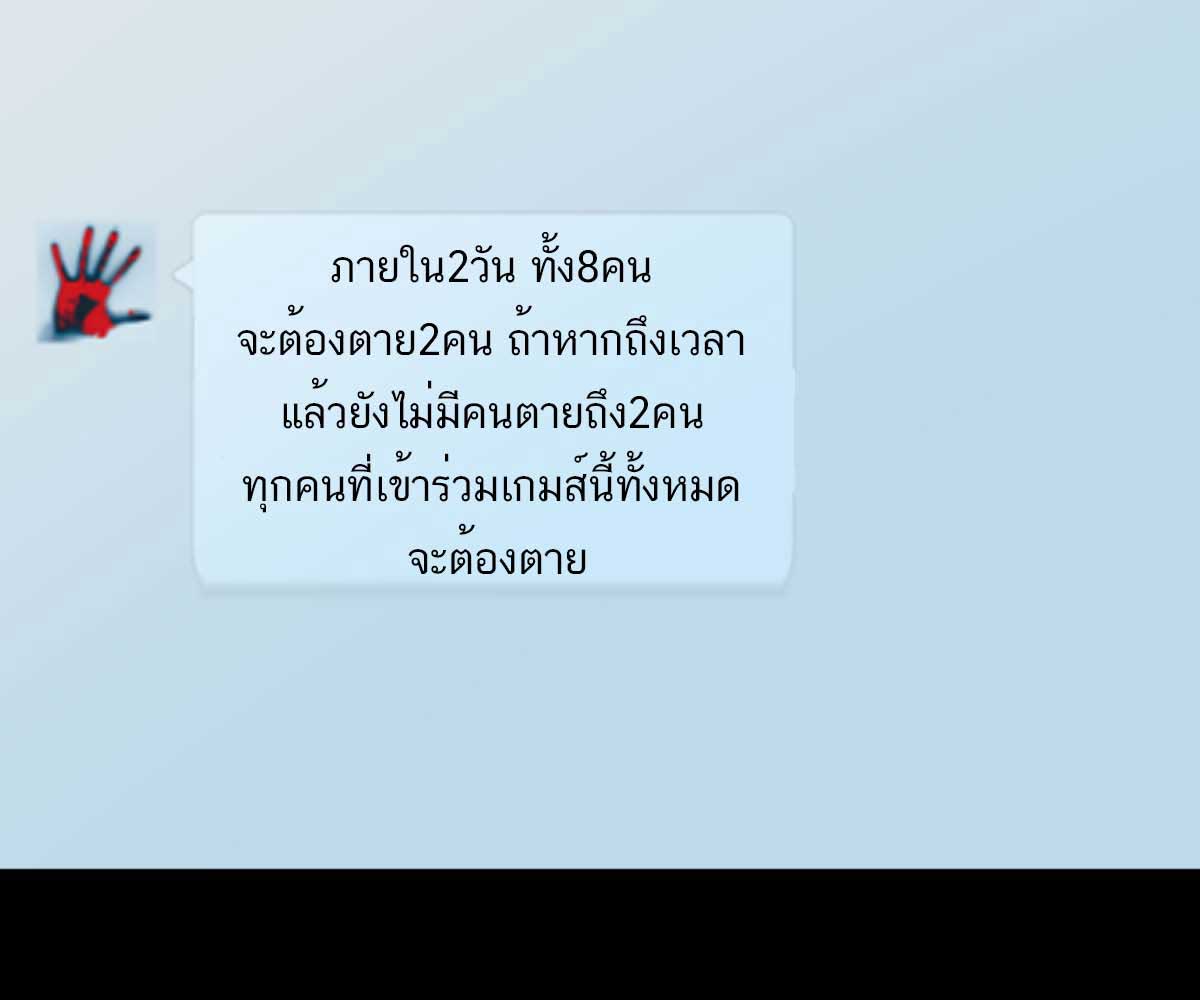 ภายใน2วัน ทั้ง8คน
จะต้องตาย2คน ถ้าหากถึงเวลา
แล้วยังไม่มีคนตายถึง2คน
ทุกคนที่เข้าร่วมเกมส์นี้ทั้งหมด
จะต้องตาย